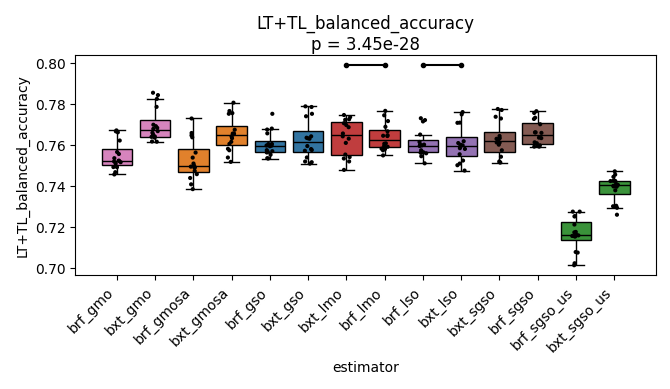 LT+TL_balanced_accuracy
p = 3.45e-28
LT+TL_balanced_accuracy
0.80
0.78
0.76
0.74
0.72
0.70
brf_gmo
bxt_gmo
brf_gmosa
bxt_gmosa
brf_gso
bxt_gso
bxt_lmo
brf_lmo
brf_lso
bxt_lso
bxt_sgso
brf_sgso
brf_sgso_us
bxt_sgso_us
estimator